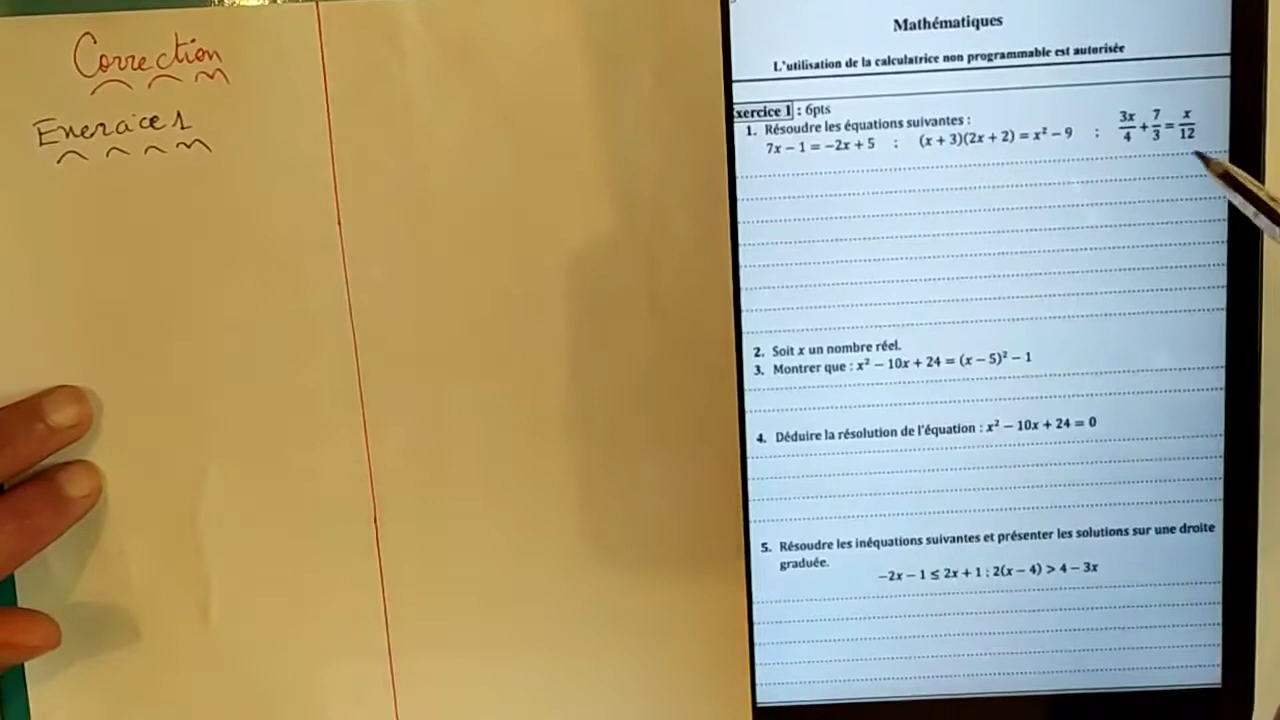 Correction
Exercice 1
Mathématiques
L'utilisation de la calculatrice non programmable est autorisée
xercice 1 : 6pts
1. Résoudre les équations suivantes :
7x − 1 = −2x + 5 ; (x + 3)(2x + 2) = x² − 9 ; 3x/4 + 7/3 = x/12
2. Soit x un nombre réel.
3. Montrer que : x² − 10x + 24 = (x − 5)² − 1
4. Déduire la résolution de l'équation : x² − 10x + 24 = 0
5. Résoudre les inéquations suivantes et présenter les solutions sur une droite
graduée.
−2x − 1 ≤ 2x + 1 ; 2(x − 4) > 4 − 3x